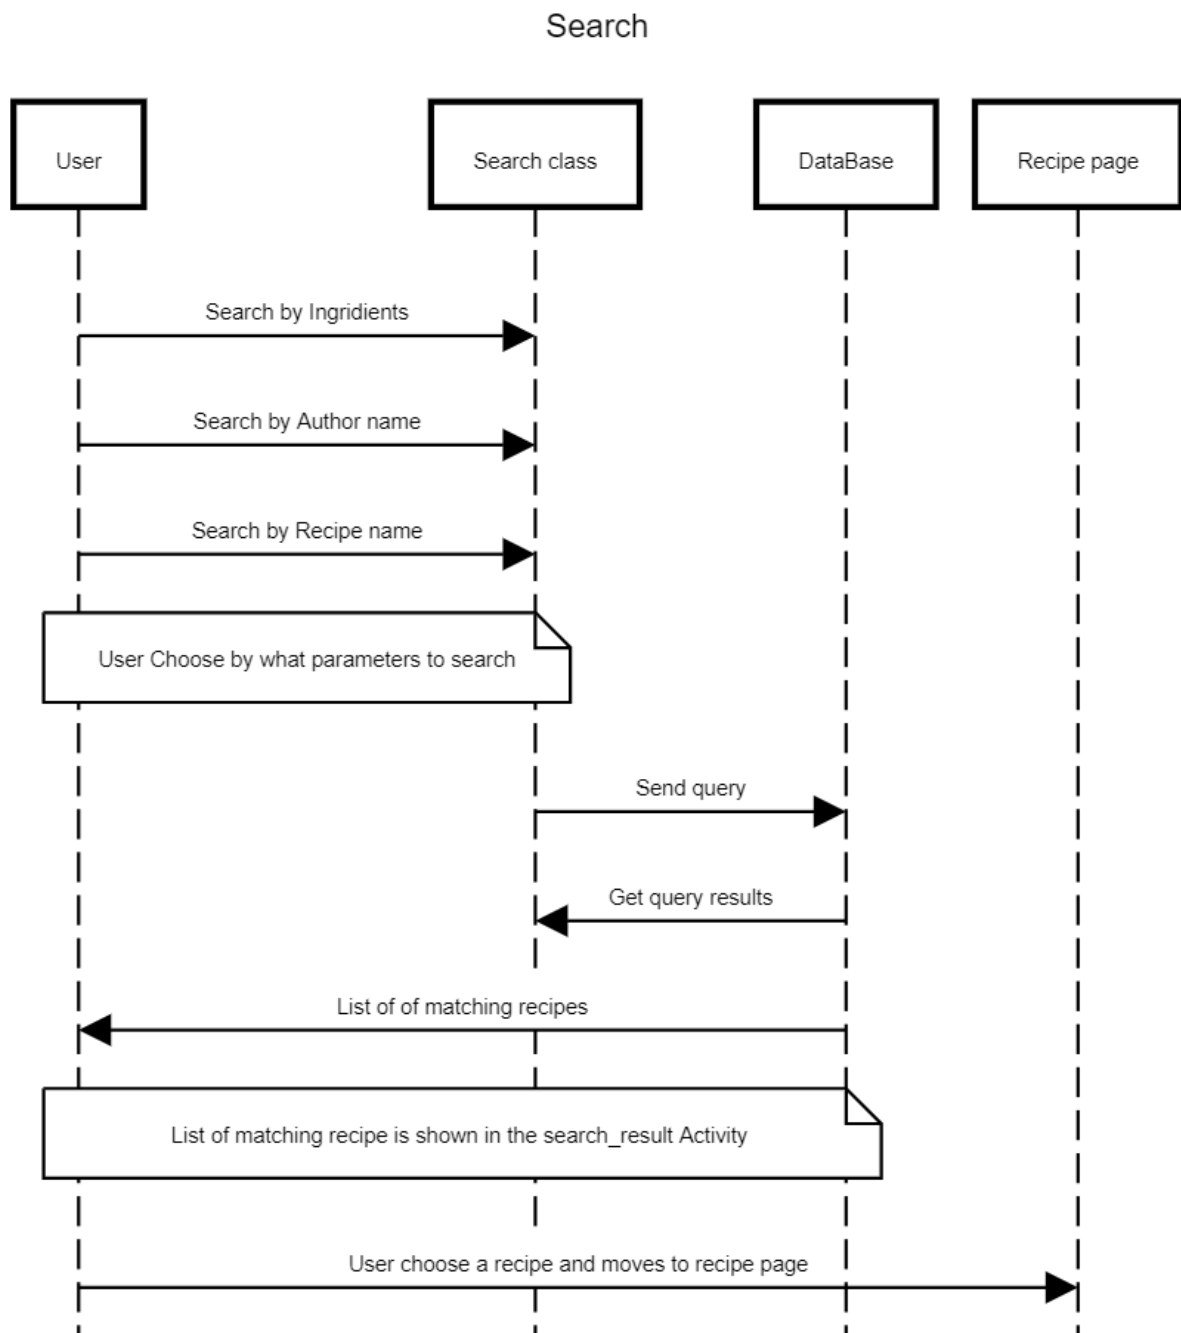 Search
User
Search class
DataBase
Recipe page
Search by Ingridients
Search by Author name
Search by Recipe name
User Choose by what parameters to search
Send query
Get query results
List of of matching recipes
List of matching recipe is shown in the search_result Activity
User choose a recipe and moves to recipe page